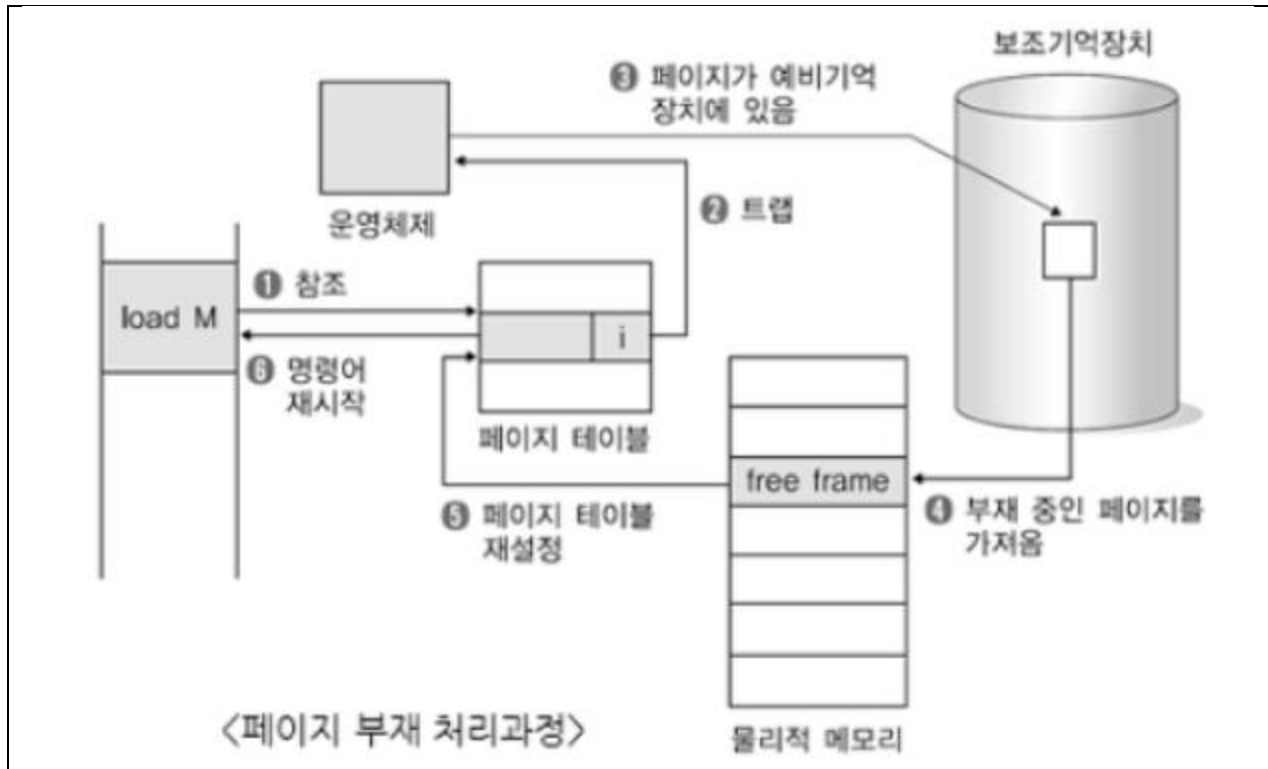 보조기억장치
❸ 페이지가 예비기억
장치에 있음
❷ 트랩
운영체제
❶ 참조
load M
i
❻ 명령어
재시작
페이지 테이블
free frame
❹ 부재 중인 페이지를
가져옴
❺ 페이지 테이블
재설정
<페이지 부재 처리과정>
물리적 메모리